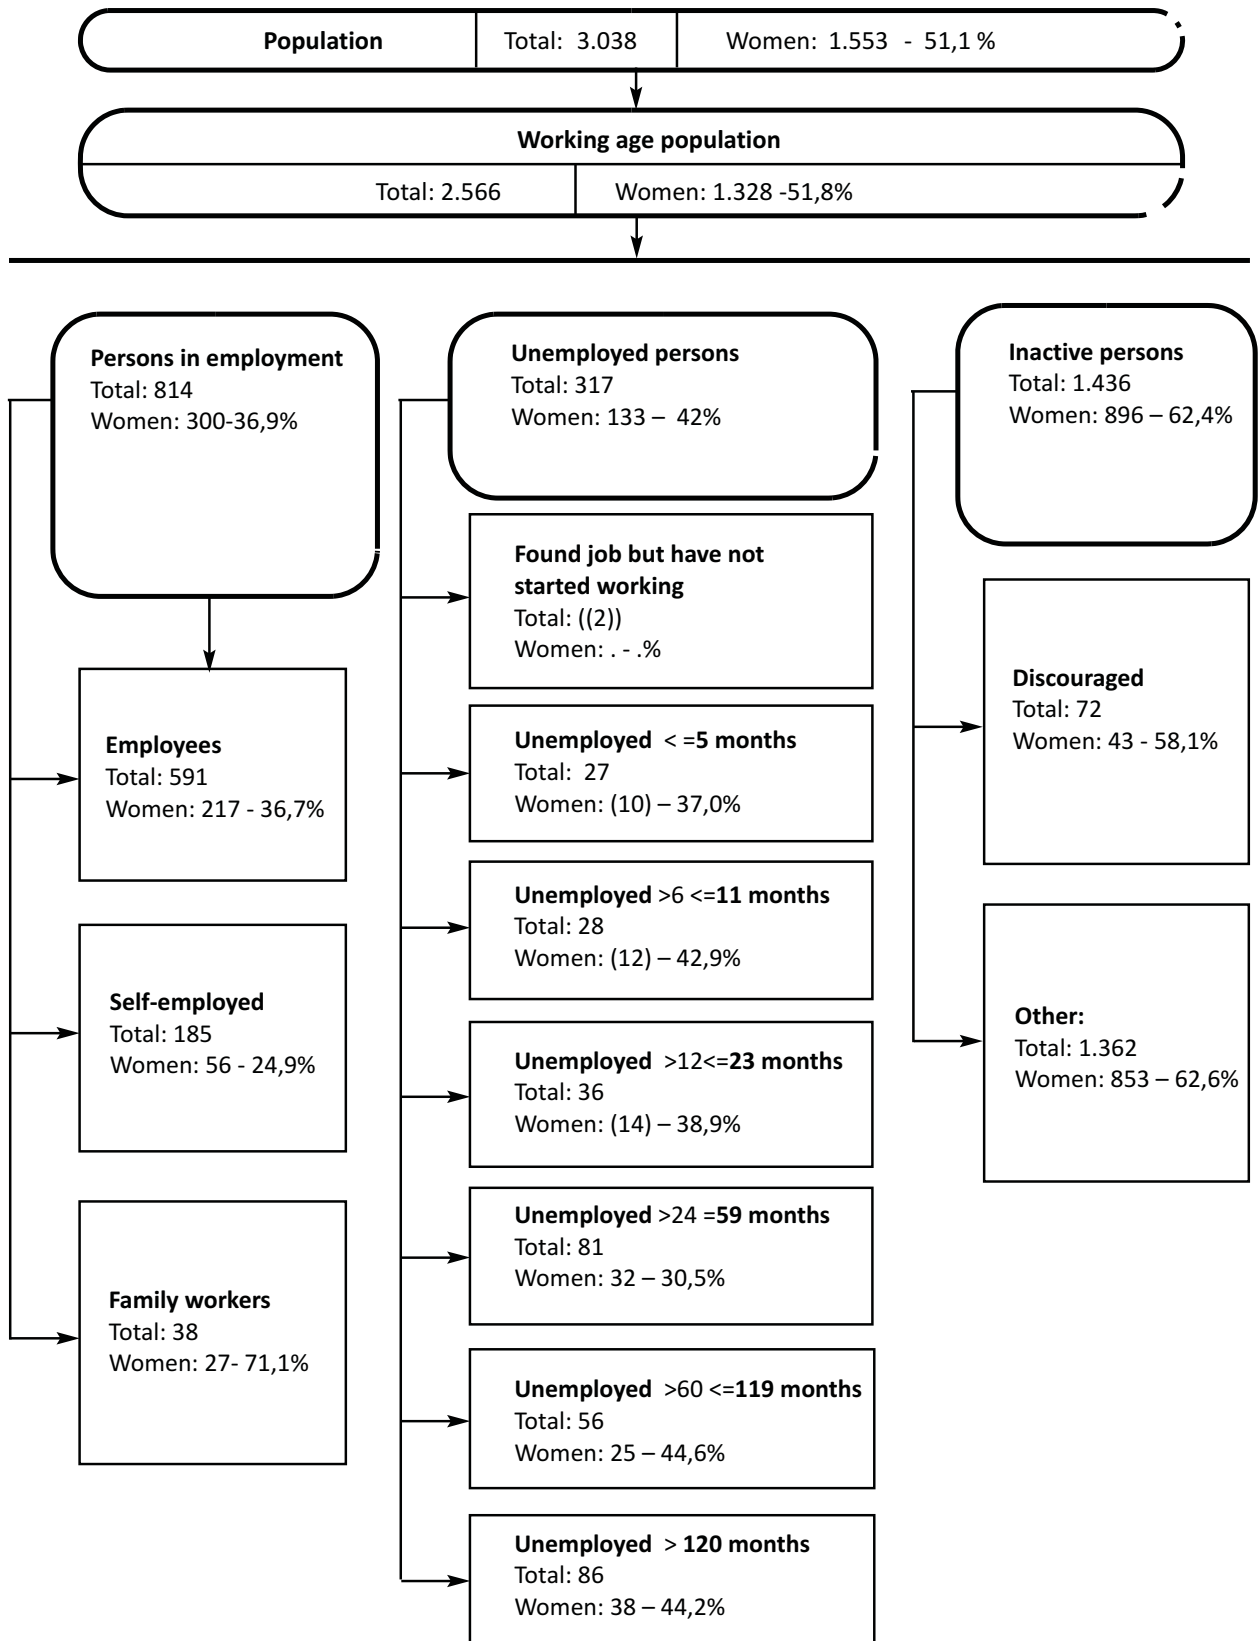 Population Total: 3.038 Women: 1.553 - 51,1 %
Working age population
Total: 2.566 Women: 1.328 -51,8%
Persons in employment
Total: 814
Women: 300-36,9%
Employees
Total: 591
Women: 217 - 36,7%
Self-employed
Total: 185
Women: 56 - 24,9%
Family workers
Total: 38
Women: 27- 71,1%
Unemployed persons
Total: 317
Women: 133 – 42%
Found job but have not
started working
Total: ((2))
Women: . - .%
Unemployed < =5 months
Total: 27
Women: (10) – 37,0%
Unemployed >6 <=11 months
Total: 28
Women: (12) – 42,9%
Unemployed >12<=23 months
Total: 36
Women: (14) – 38,9%
Unemployed >24 =59 months
Total: 81
Women: 32 – 30,5%
Unemployed >60 <=119 months
Total: 56
Women: 25 – 44,6%
Unemployed > 120 months
Total: 86
Women: 38 – 44,2%
Inactive persons
Total: 1.436
Women: 896 – 62,4%
Discouraged
Total: 72
Women: 43 - 58,1%
Other:
Total: 1.362
Women: 853 – 62,6%